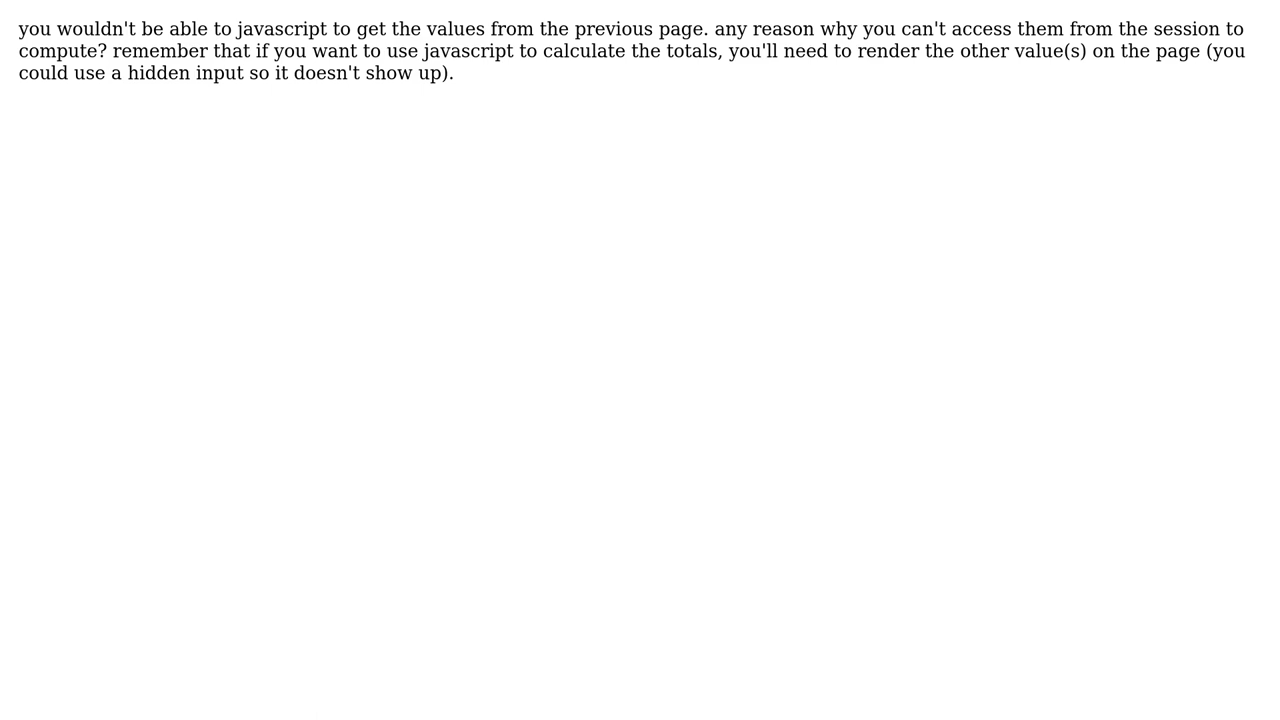 you wouldn't be able to javascript to get the values from the previous page. any reason why you can't access them from the session to
compute? remember that if you want to use javascript to calculate the totals, you'll need to render the other value(s) on the page (you
could use a hidden input so it doesn't show up).